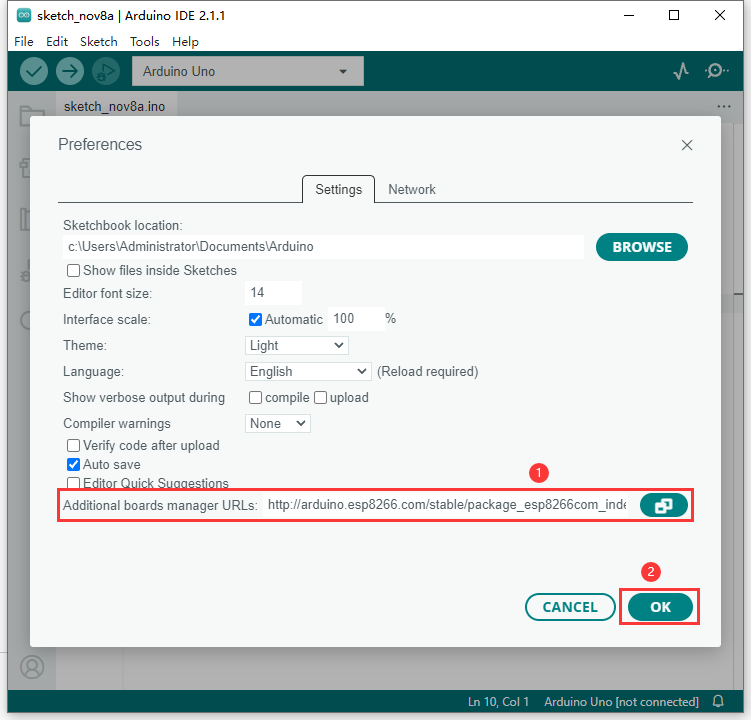 sketch_nov8a | Arduino IDE 2.1.1
File Edit Sketch Tools Help
Arduino Uno
sketch_nov8a.ino
Preferences
Settings Network
Sketchbook location:
c:\Users\Administrator\Documents\Arduino BROWSE
Show files inside Sketches
Editor font size: 14
Interface scale: Automatic 100 %
Theme: Light
Language: English (Reload required)
Show verbose output during compile upload
Compiler warnings None
Verify code after upload
Auto save
Editor Quick Suggestions
1
Additional boards manager URLs: http://arduino.esp8266.com/stable/package_esp8266com_inde
2
CANCEL OK
Ln 10, Col 1 Arduino Uno [not connected]